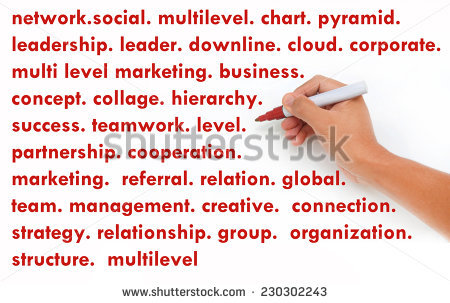 network.social. multilevel. chart. pyramid.
leadership. leader. downline. cloud. corporate.
multi level marketing. business.
concept. collage. hierarchy.
success. teamwork. level.
partnership. cooperation.
marketing.  referral. relation. global.
team. management. creative.  connection.
strategy. relationship. group.  organization.
structure.  multilevel
shutterstock
www.shutterstock.com · 230302243